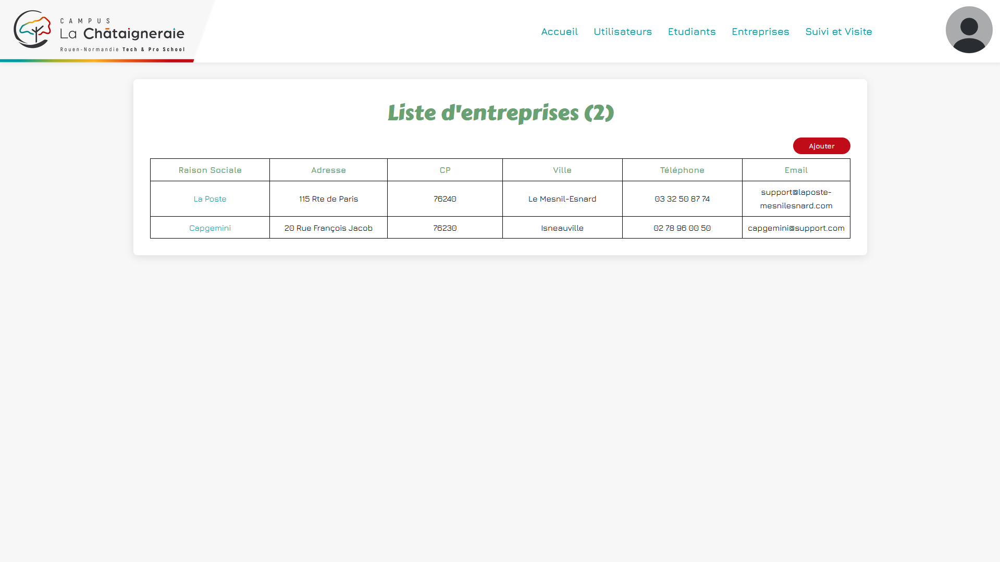 CAMPUS
La Châtaigneraie
Rouen-Normandie Tech & Pro School
Accueil Utilisateurs Etudiants Entreprises Suivi et Visite
Liste d'entreprises (2)
Ajouter
Raison Sociale Adresse CP Ville Téléphone Email
La Poste 115 Rte de Paris 76240 Le Mesnil-Esnard 03 32 50 87 74 support@laposte-
mesnilesnard.com
Capgemini 20 Rue François Jacob 76230 Isneauville 02 78 96 00 50 capgemini@support.com